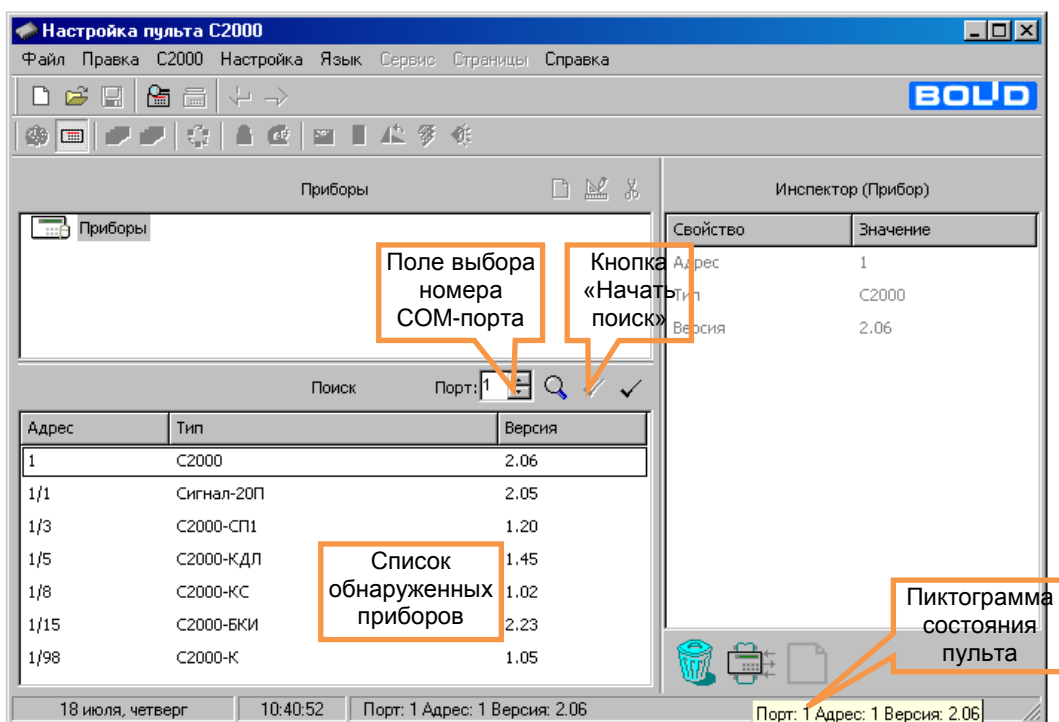 Настройка пульта С2000
Файл Правка С2000 Настройка Язык Сервис Страницы Справка
BOLID
Приборы
Инспектор (Прибор)
Приборы
Свойство Значение
Адрес 1
Тип С2000
Версия 2.06
Поле выбора
номера
COM-порта
Кнопка
«Начать
поиск»
Поиск Порт: 1
Адрес Тип Версия
1 С2000 2.06
1/1 Сигнал-20П 2.05
1/3 С2000-СП1 1.20
1/5 С2000-КДЛ 1.45
1/8 С2000-КС 1.02
1/15 С2000-БКИ 2.23
1/98 С2000-К 1.05
Список
обнаруженных
приборов
Пиктограмма
состояния
пульта
18 июля, четверг 10:40:52 Порт: 1 Адрес: 1 Версия: 2.06
Порт: 1 Адрес: 1 Версия: 2.06